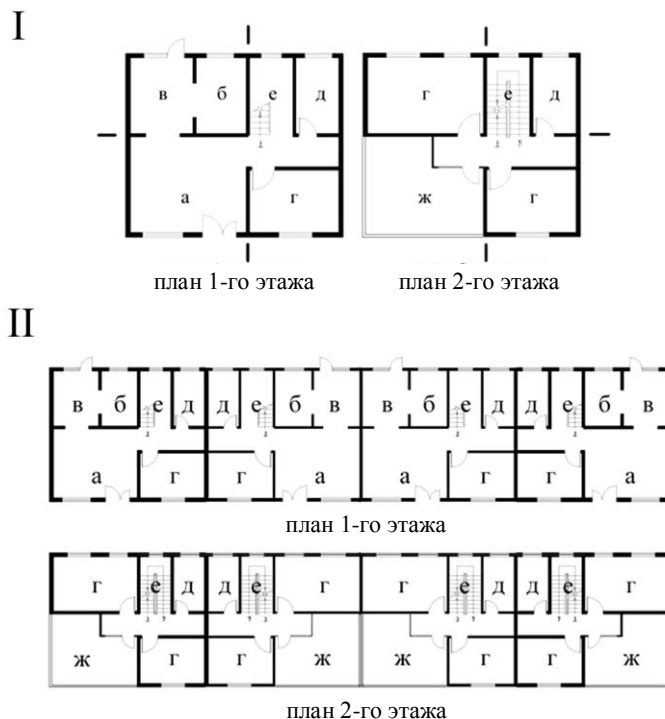 I
в б е д г е д
а г ж г
план 1-го этажа план 2-го этажа
II
в б е д д е б в в б е д д е б в
а г г а а г г а
план 1-го этажа
г е д д е г г е д д е г
ж г г ж ж г г ж
план 2-го этажа